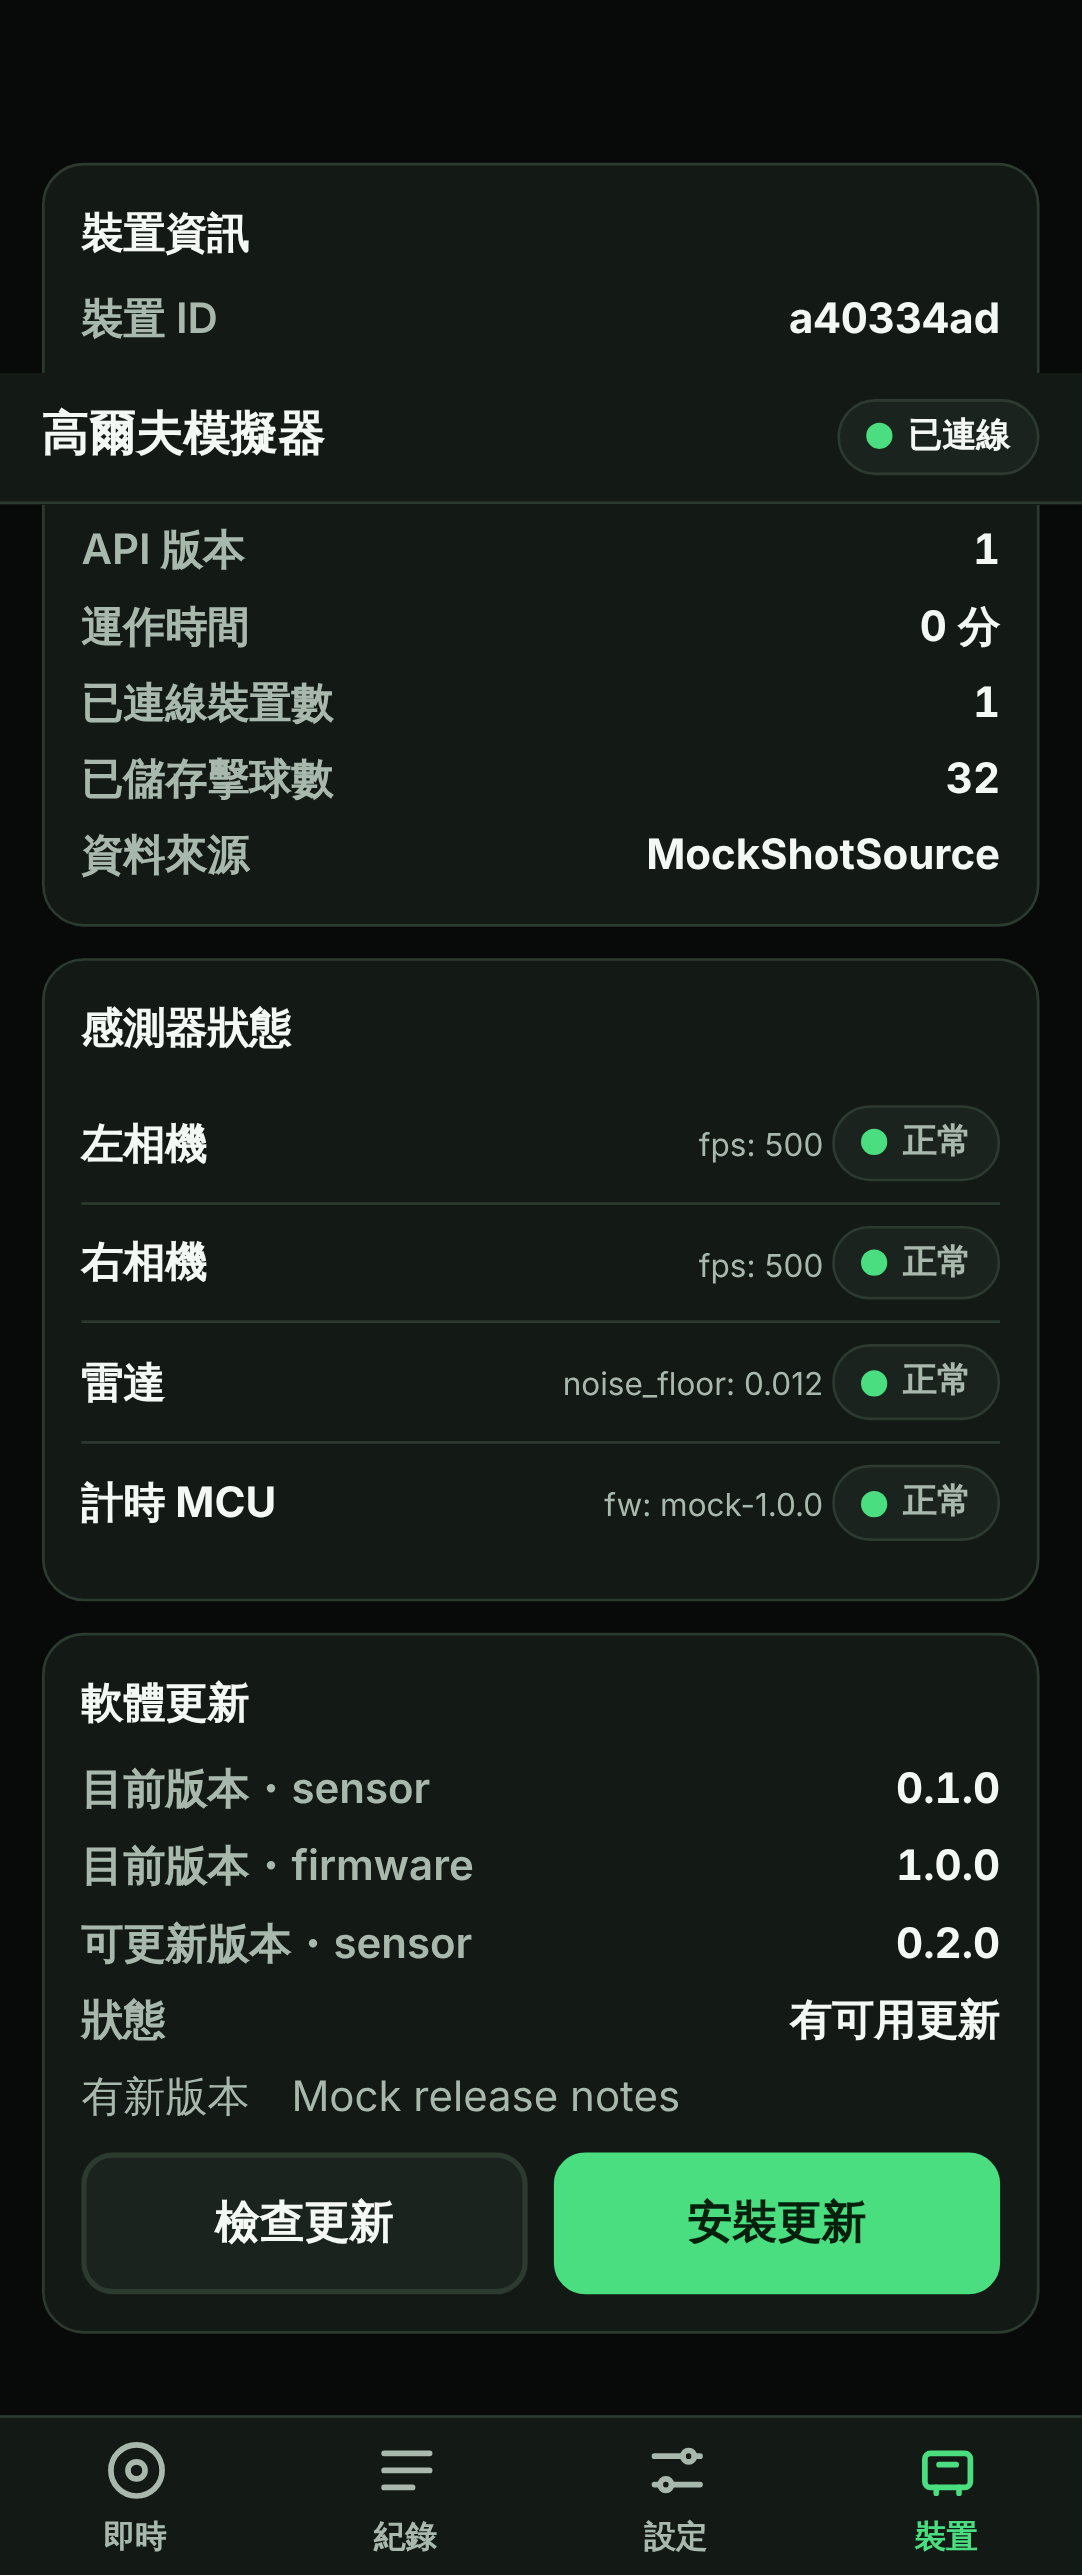 裝置資訊
裝置 ID a40334ad
高爾夫模擬器 已連線
API 版本 1
運作時間 0 分
已連線裝置數 1
已儲存擊球數 32
資料來源 MockShotSource
感測器狀態
左相機 fps: 500 正常
右相機 fps: 500 正常
雷達 noise_floor: 0.012 正常
計時 MCU fw: mock-1.0.0 正常
軟體更新
目前版本・sensor 0.1.0
目前版本・firmware 1.0.0
可更新版本・sensor 0.2.0
狀態 有可用更新
有新版本　Mock release notes
檢查更新 安裝更新
即時 紀錄 設定 裝置